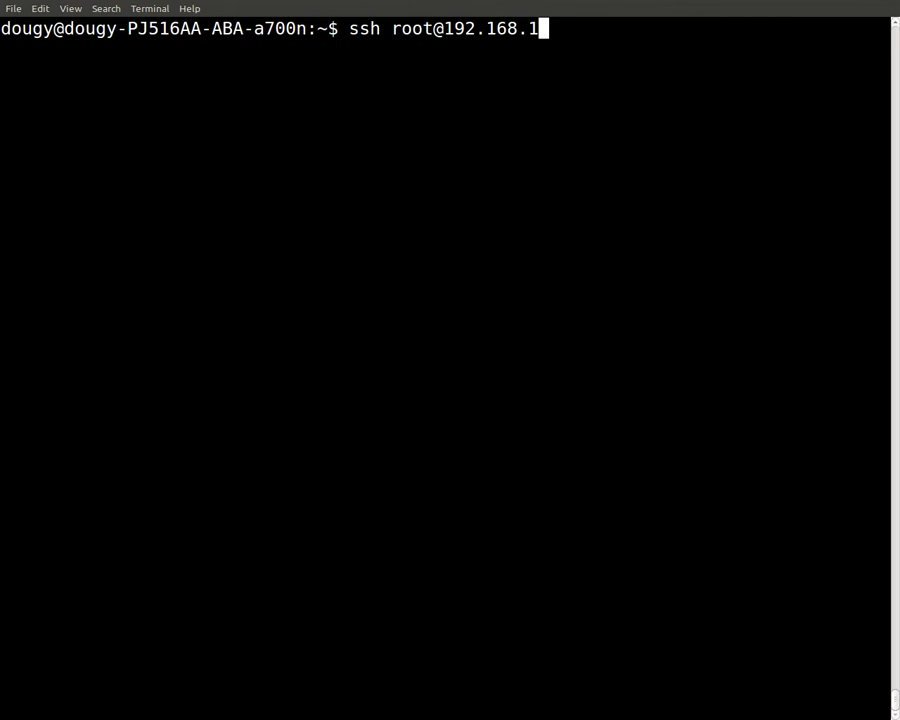 File Edit View Search Terminal Help
dougy@dougy-PJ516AA-ABA-a700n:~$ ssh root@192.168.1